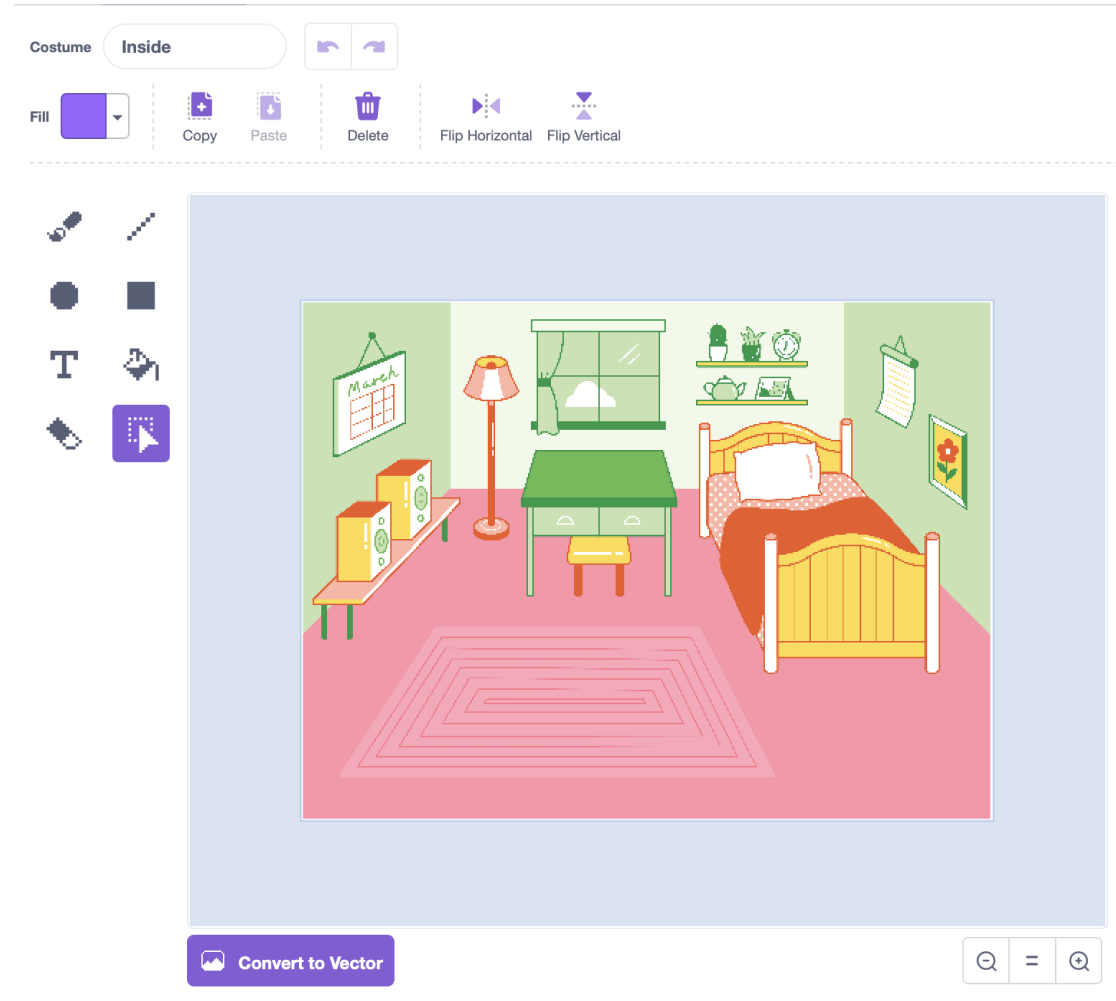 Costume
Inside
Fill
Copy
Paste
Delete
Flip Horizontal
Flip Vertical
T
March
Convert to Vector